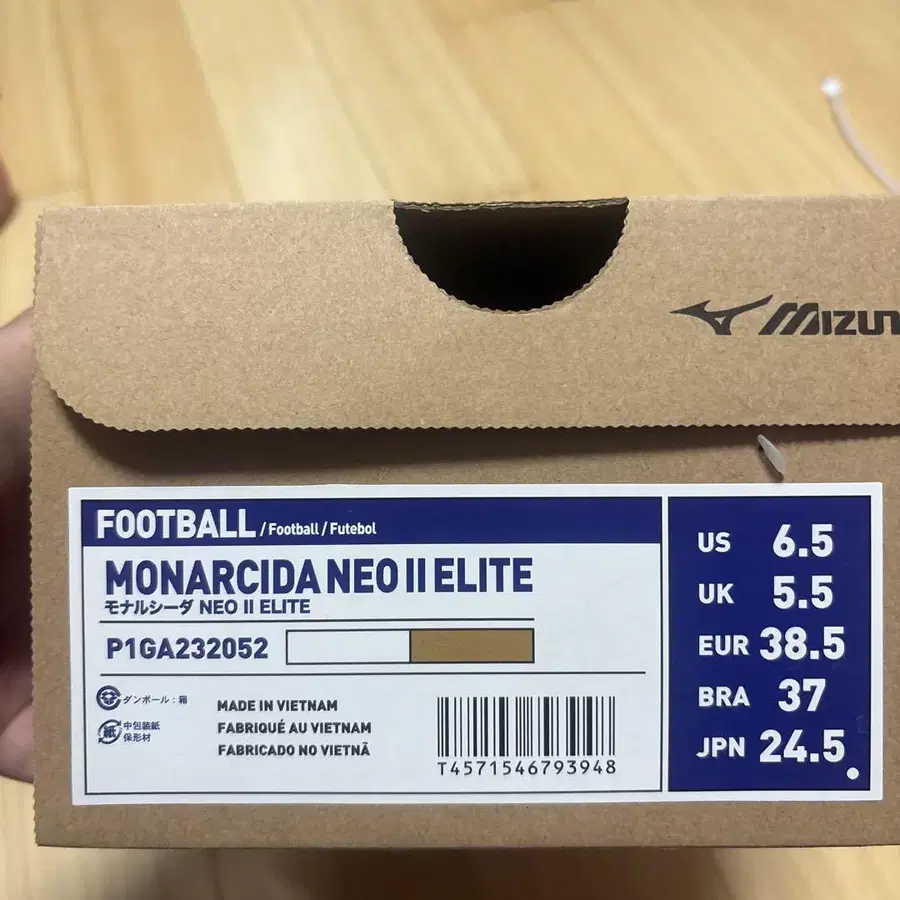 MIZUN
FOOTBALL / Football / Futebol
MONARCIDA NEO II ELITE
モナルシーダ NEO II ELITE
P1GA232052
ダンボール：箱
紙 中包装紙
保形材
MADE IN VIETNAM
FABRIQUÉ AU VIETNAM
FABRICADO NO VIETNÃ
T4571546793948
US 6.5
UK 5.5
EUR 38.5
BRA 37
JPN 24.5